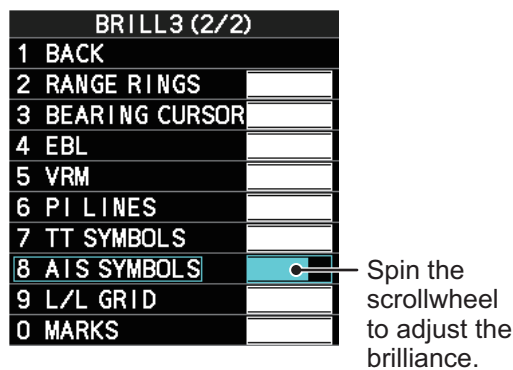 BRILL3 (2/2)
1 BACK
2 RANGE RINGS
3 BEARING CURSOR
4 EBL
5 VRM
6 PI LINES
7 TT SYMBOLS
8 AIS SYMBOLS
9 L/L GRID
0 MARKS
Spin the
scrollwheel
to adjust the
brilliance.